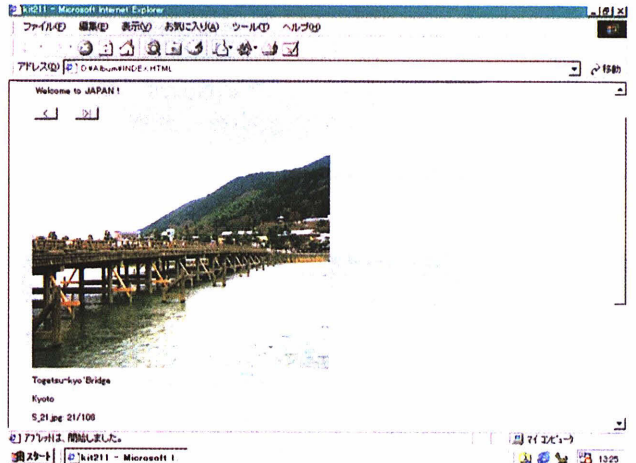 kit211 - Microsoft Internet Explorer
ファイル(F) 編集(E) 表示(V) お気に入り(A) ツール(T) ヘルプ(H)
アドレス(D) D:¥Album¥INDEX.HTML 移動
Welcome to JAPAN !
< >|
Togetsu-kyo Bridge
Kyoto
S_21.jpg 21/108
アプレットは、開始しました。 マイ コンピュータ
スタート kit211 - Microsoft I... 13:25